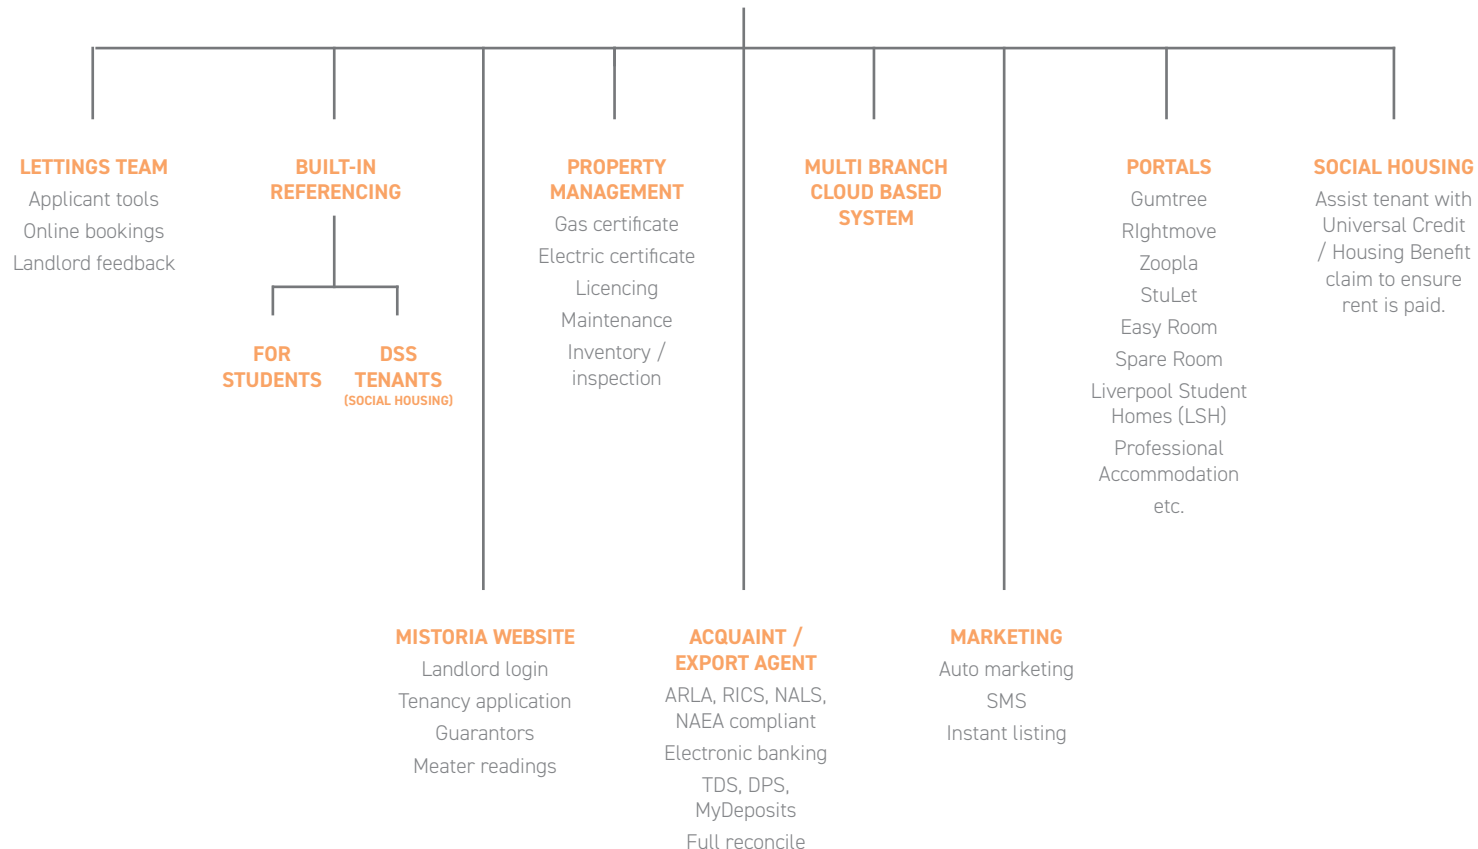 LETTINGS TEAM
Applicant tools
Online bookings
Landlord feedback
BUILT-IN
REFERENCING
FOR
STUDENTS
DSS
TENANTS
(SOCIAL HOUSING)
PROPERTY
MANAGEMENT
Gas certificate
Electric certificate
Licencing
Maintenance
Inventory /
inspection
MULTI BRANCH
CLOUD BASED
SYSTEM
PORTALS
Gumtree
RIghtmove
Zoopla
StuLet
Easy Room
Spare Room
Liverpool Student
Homes (LSH)
Professional
Accommodation
etc.
SOCIAL HOUSING
Assist tenant with
Universal Credit
/ Housing Benefit
claim to ensure
rent is paid.
MISTORIA WEBSITE
Landlord login
Tenancy application
Guarantors
Meater readings
ACQUAINT /
EXPORT AGENT
ARLA, RICS, NALS,
NAEA compliant
Electronic banking
TDS, DPS,
MyDeposits
Full reconcile
MARKETING
Auto marketing
SMS
Instant listing